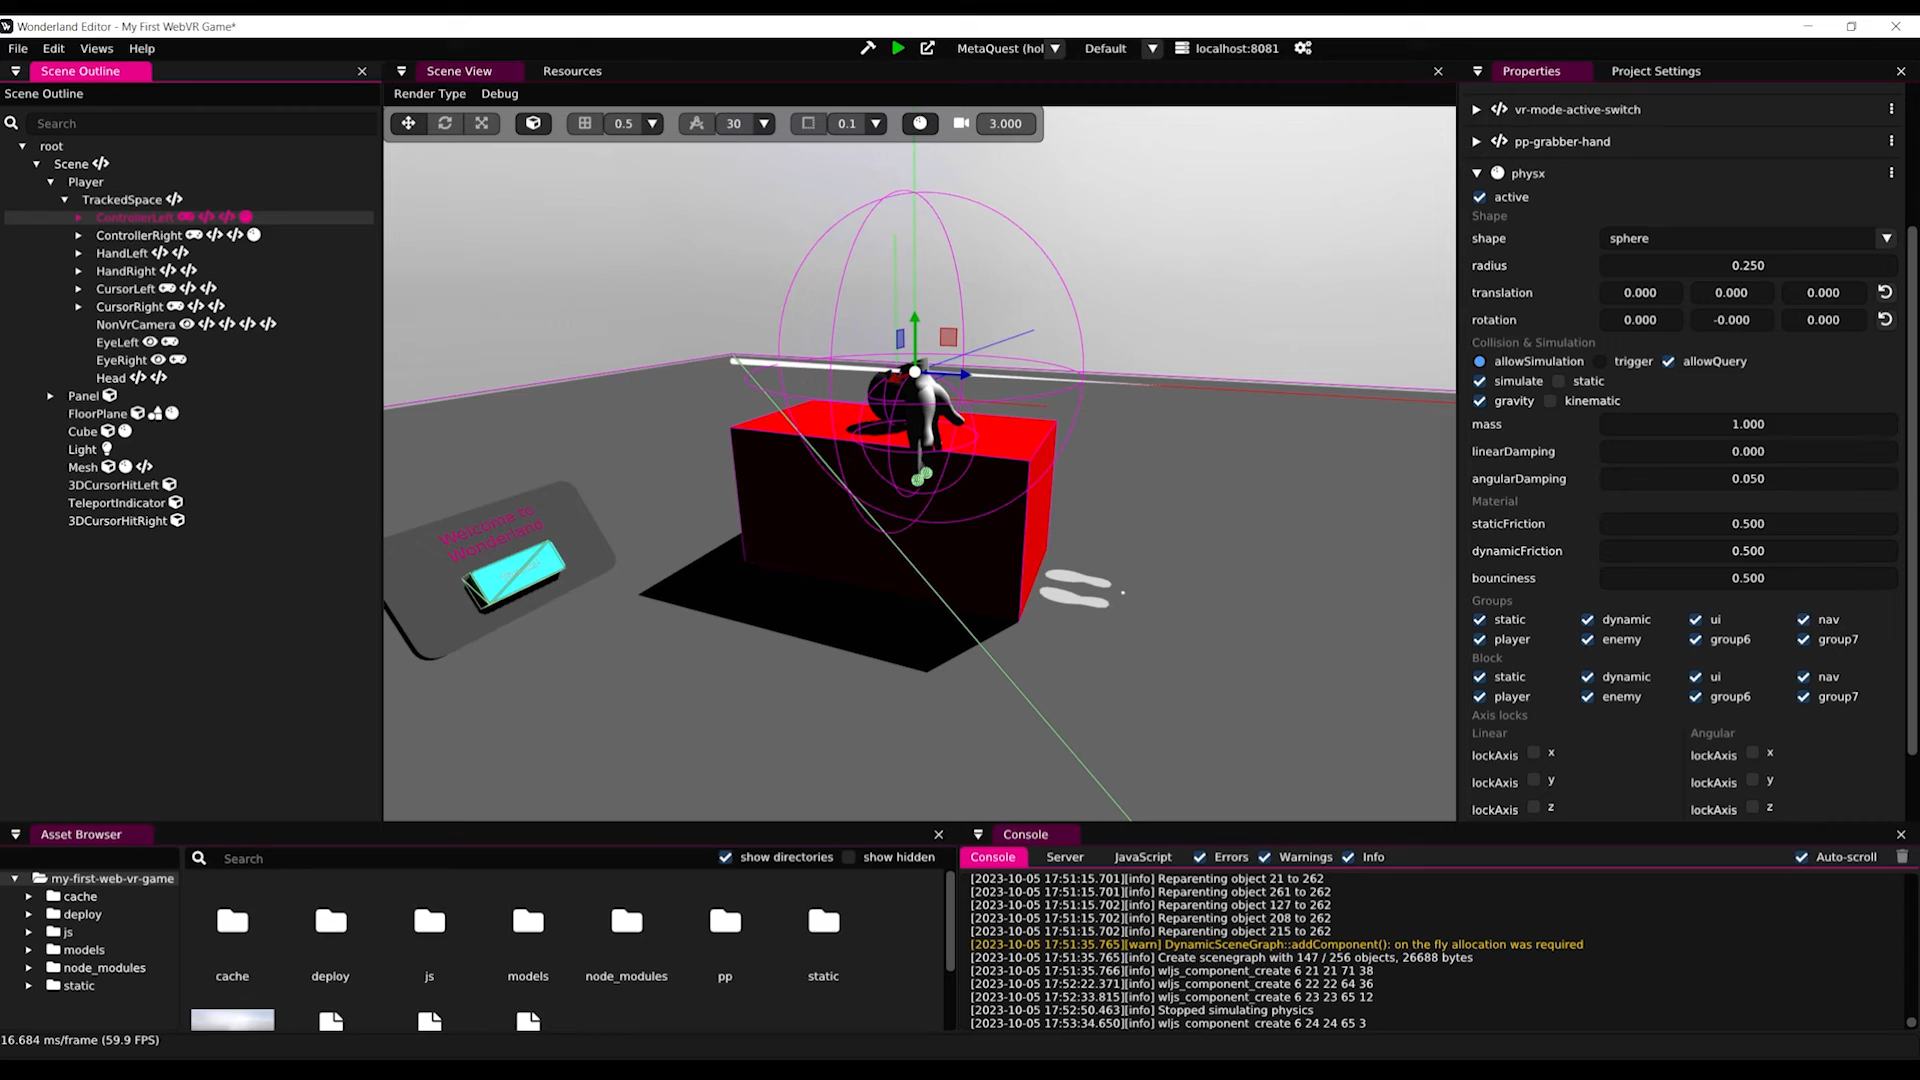 Wonderland Editor - My First WebVR Game*
File Edit Views Help
MetaQuest (hol Default localhost:8081
Scene Outline
Scene Outline
Search
root
Scene
Player
TrackedSpace
ControllerLeft
ControllerRight
HandLeft
HandRight
CursorLeft
CursorRight
NonVrCamera
EyeLeft
EyeRight
Head
Panel
FloorPlane
Cube
Light
Mesh
3DCursorHitLeft
TeleportIndicator
3DCursorHitRight
Scene View Resources
Render Type Debug
0.5 30 0.1 3.000
Welcome to
Wonderland
Properties Project Settings
vr-mode-active-switch
pp-grabber-hand
physx
active
Shape
shape sphere
radius 0.250
translation 0.000 0.000 0.000
rotation 0.000 -0.000 0.000
Collision & Simulation
allowSimulation trigger allowQuery
simulate static
gravity kinematic
mass 1.000
linearDamping 0.000
angularDamping 0.050
Material
staticFriction 0.500
dynamicFriction 0.500
bounciness 0.500
Groups
static dynamic ui nav
player enemy group6 group7
Block
static dynamic ui nav
player enemy group6 group7
Axis locks
Linear Angular
lockAxis x lockAxis x
lockAxis y lockAxis y
lockAxis z lockAxis z
Asset Browser
Search show directories show hidden
my-first-web-vr-game
cache
deploy
js
models
node_modules
static
cache deploy js models node_modules pp static
Console
Console Server JavaScript Errors Warnings Info Auto-scroll
[2023-10-05 17:51:15.701][info] Reparenting object 21 to 262
[2023-10-05 17:51:15.701][info] Reparenting object 261 to 262
[2023-10-05 17:51:15.702][info] Reparenting object 127 to 262
[2023-10-05 17:51:15.702][info] Reparenting object 208 to 262
[2023-10-05 17:51:15.702][info] Reparenting object 215 to 262
[2023-10-05 17:51:35.765][warn] DynamicSceneGraph::addComponent(): on the fly allocation was required
[2023-10-05 17:51:35.765][info] Create scenegraph with 147 / 256 objects, 26688 bytes
[2023-10-05 17:51:35.766][info] wljs_component_create 6 21 21 71 38
[2023-10-05 17:52:22.371][info] wljs_component_create 6 22 22 64 36
[2023-10-05 17:52:33.815][info] wljs_component_create 6 23 23 65 12
[2023-10-05 17:52:50.463][info] Stopped simulating physics
[2023-10-05 17:53:34.650][info] wljs_component_create 6 24 24 65 3
16.684 ms/frame (59.9 FPS)